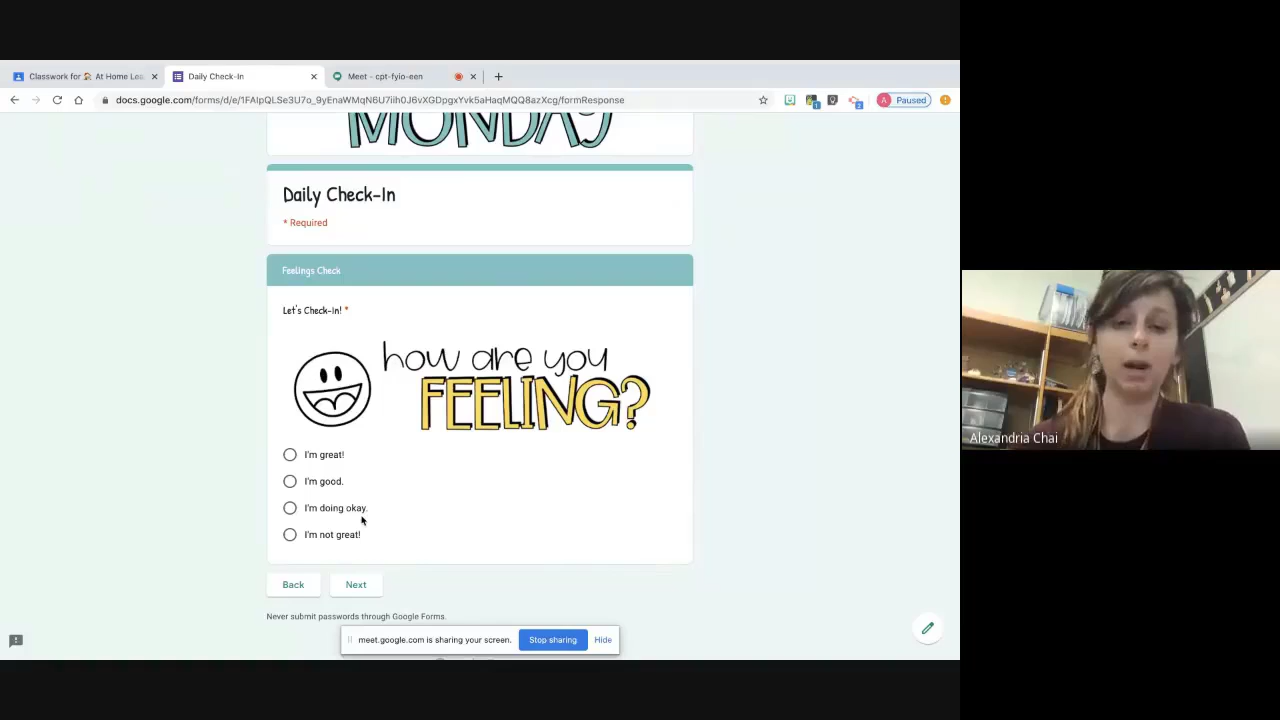 Classwork for 🏠 At Home Lea
Daily Check-In
Meet - cpt-fyio-een
docs.google.com/forms/d/e/1FAIpQLSe3U7o_9yEnaWMqN6U7iih0J6vXGDpgxYvk5aHaqMQQ8azXcg/formResponse
A Paused
MONDAY
Daily Check-In
* Required
Feelings Check
Let's Check-In! *
how are you
FEELING?
I'm great!
I'm good.
I'm doing okay.
I'm not great!
Back Next
Never submit passwords through Google Forms.
meet.google.com is sharing your screen. Stop sharing Hide
Alexandria Chai